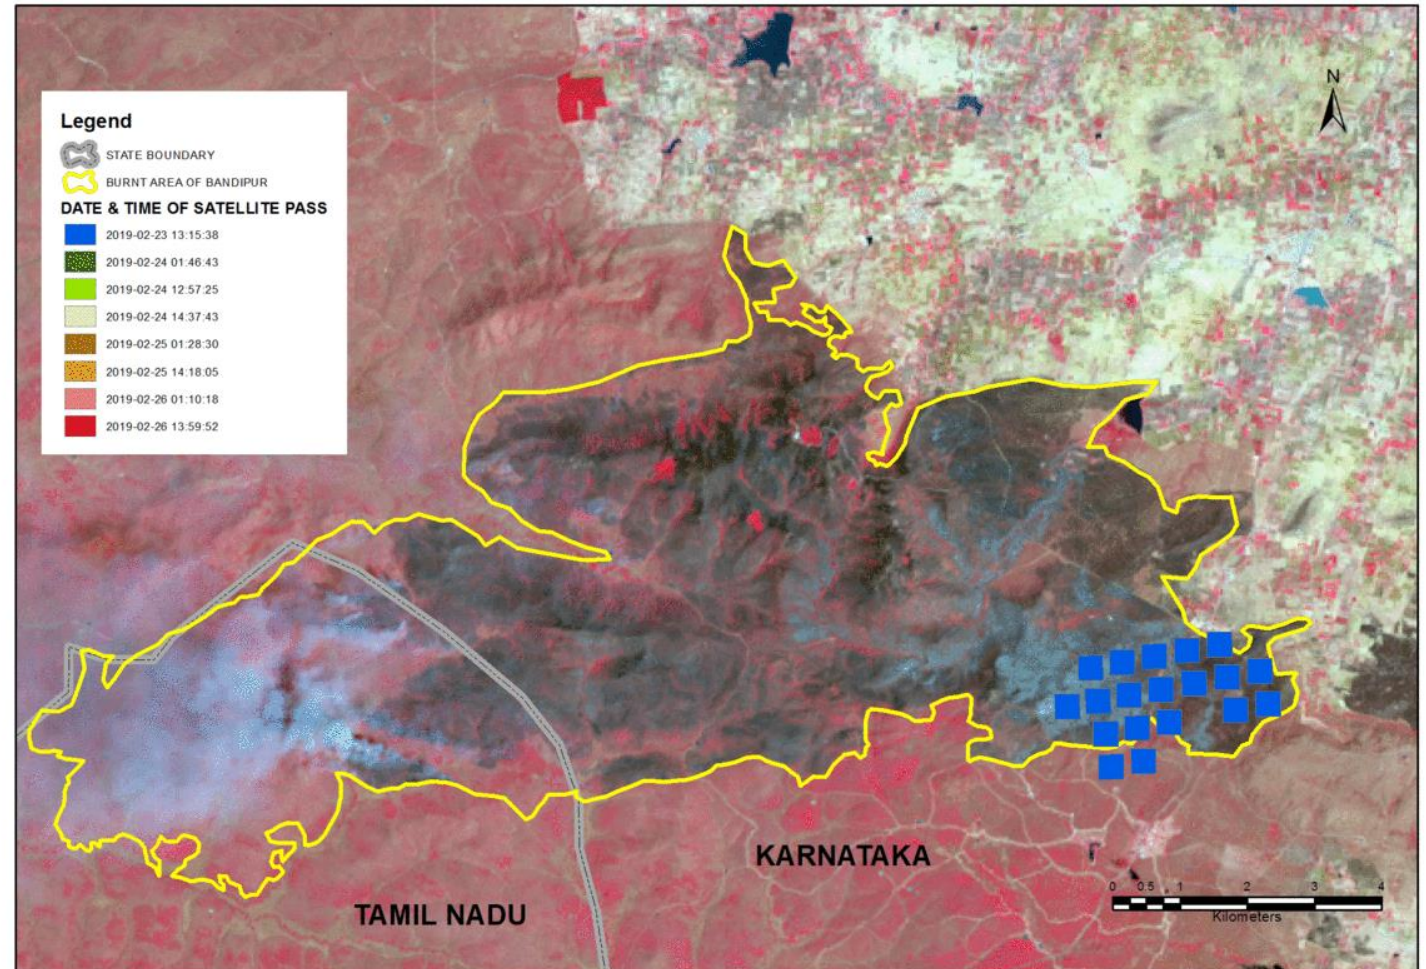 N
Legend
STATE BOUNDARY
BURNT AREA OF BANDIPUR
DATE & TIME OF SATELLITE PASS
2019-02-23 13:15:38
2019-02-24 01:46:43
2019-02-24 12:57:25
2019-02-24 14:37:43
2019-02-25 01:28:30
2019-02-25 14:18:05
2019-02-26 01:10:18
2019-02-26 13:59:52
KARNATAKA
TAMIL NADU
0 0.5 1 2 3 4
Kilometers